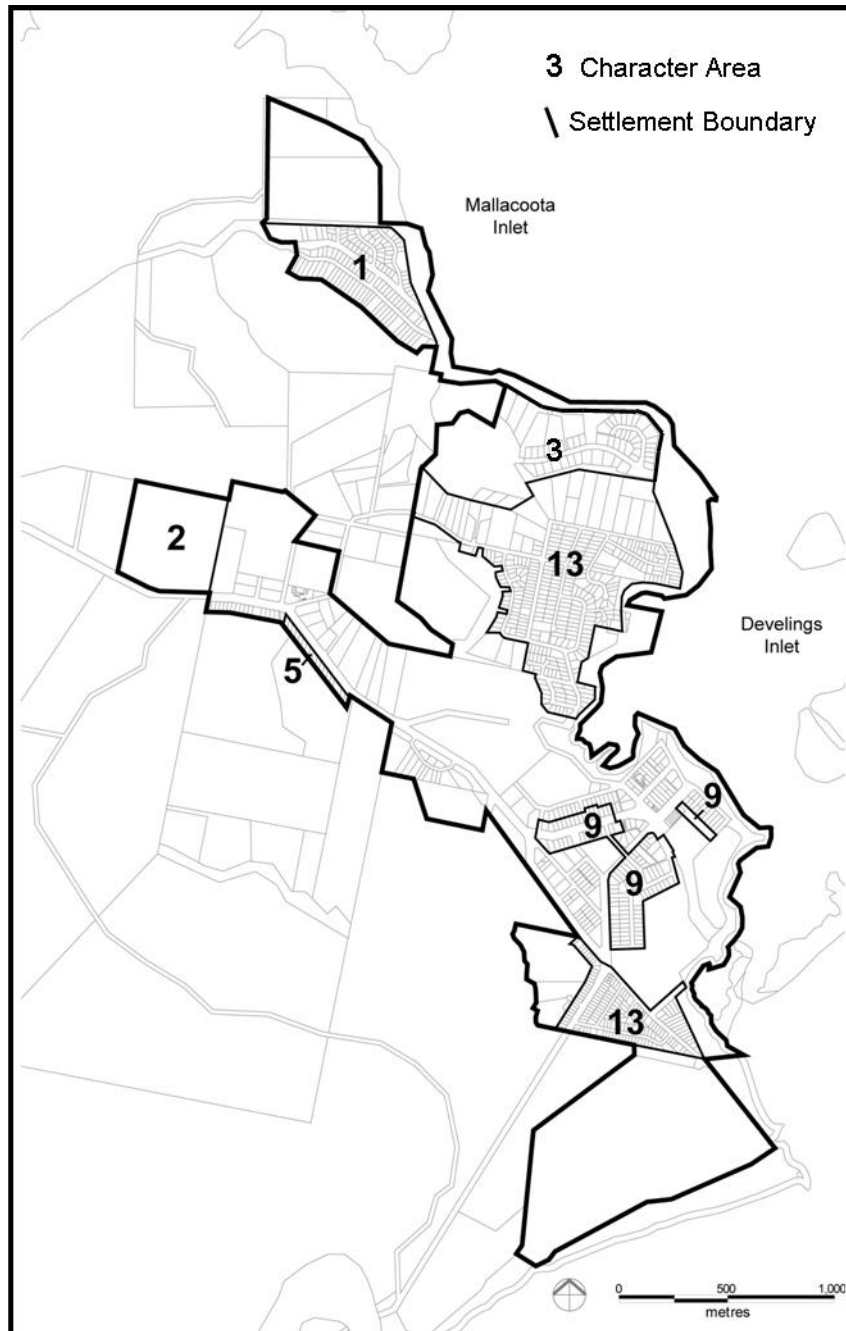 3 Character Area
\ Settlement Boundary
Mallacoota
Inlet
1
3
2
13
Develings
Inlet
5
9
9
9
13
0 500 1,000
metres